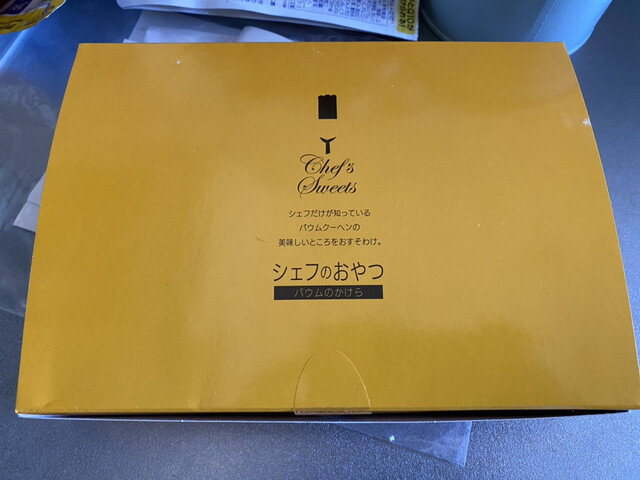 Chef's
Sweets
シェフだけが知っている
バウムクーヘンの
美味しいところをおすそわけ。
シェフのおやつ
バウムのかけら